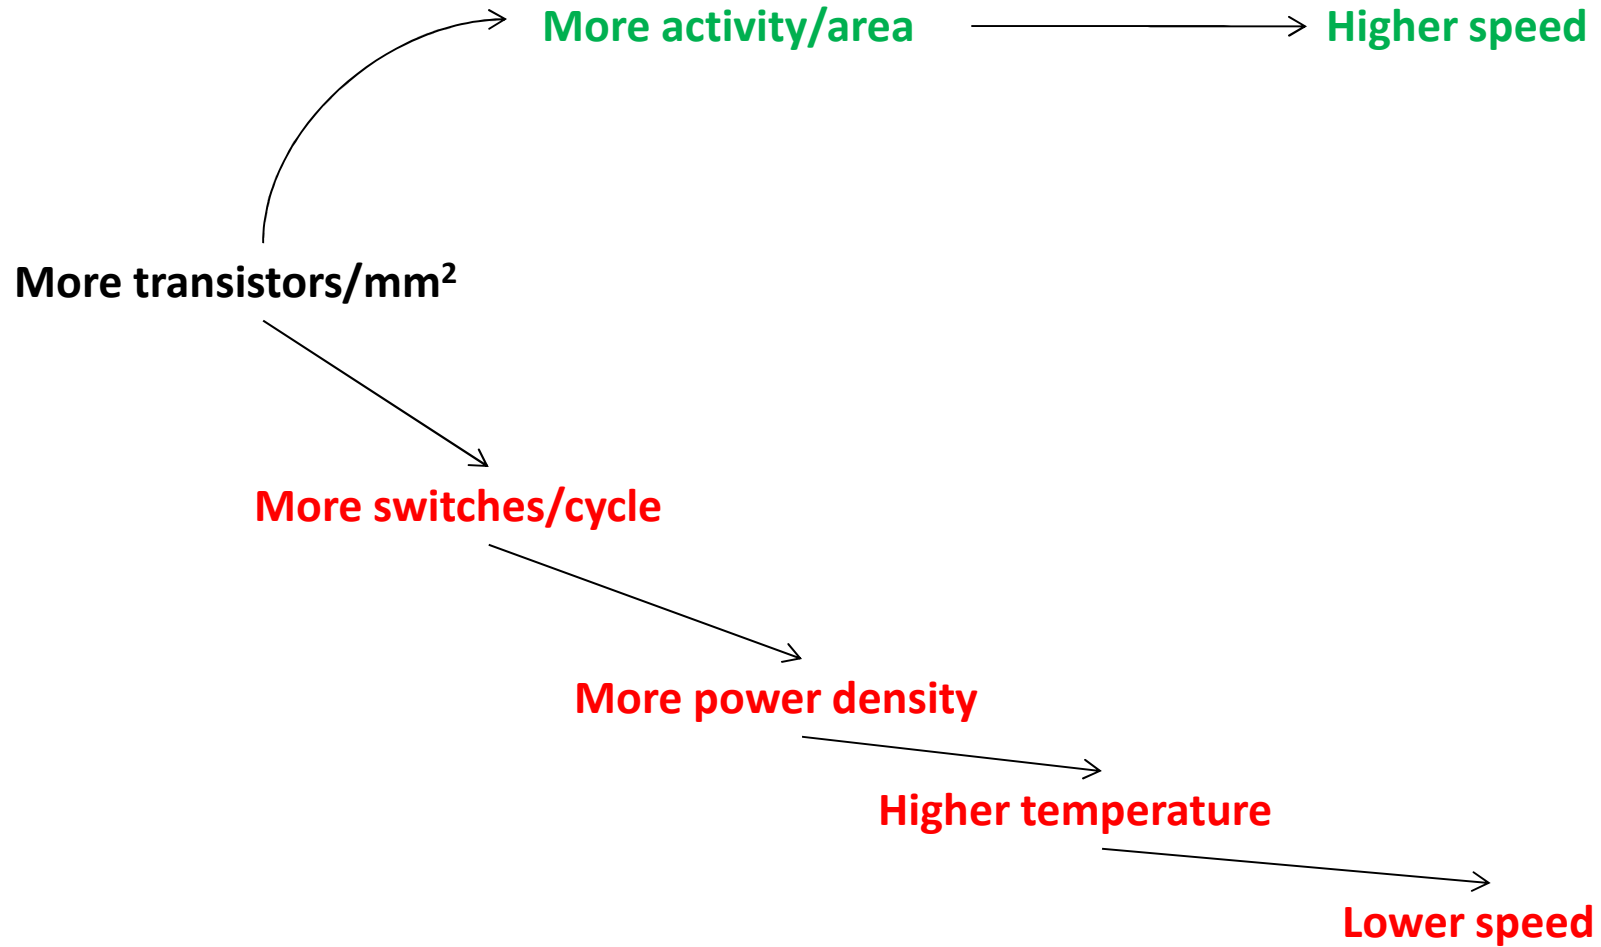 More activity/area
Higher speed
More transistors/mm²
More switches/cycle
More power density
Higher temperature
Lower speed